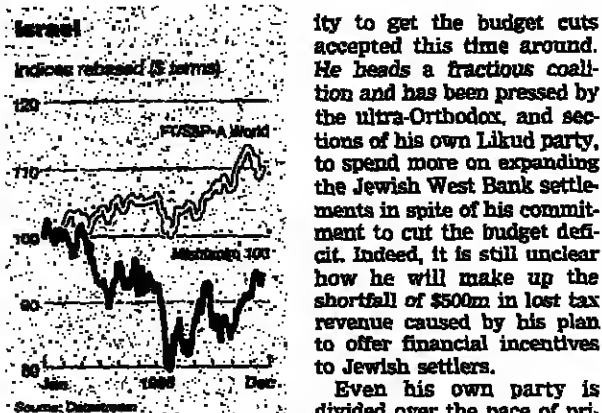 Israel
Indices rebased ($ terms)
120
FT/S&P-A World
110
100
Mishtanim 100
90
80
Jan 1996 Dec
Source: Datastream
ity to get the budget cuts
accepted this time around.
He heads a fractious coali-
tion and has been pressed by
the ultra-Orthodox, and sec-
tions of his own Likud party,
to spend more on expanding
the Jewish West Bank settle-
ments in spite of his commit-
ment to cut the budget defi-
cit. Indeed, it is still unclear
how he will make up the
shortfall of $500m in lost tax
revenue caused by his plan
to offer financial incentives
to Jewish settlers.
Even his own party is
divided over the pace of pri-